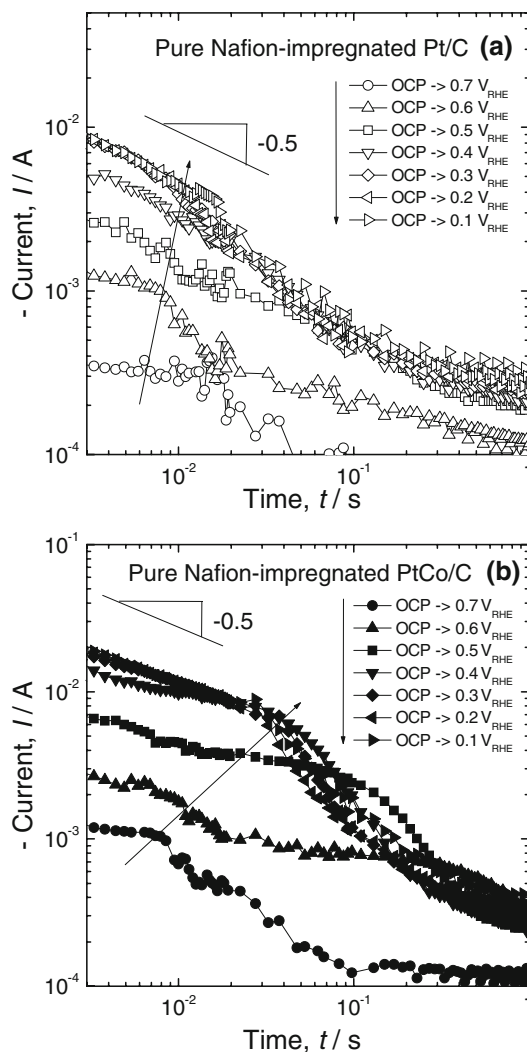 Pure Nafion-impregnated Pt/C (a)
OCP -> 0.7 V_RHE
OCP -> 0.6 V_RHE
OCP -> 0.5 V_RHE
OCP -> 0.4 V_RHE
OCP -> 0.3 V_RHE
OCP -> 0.2 V_RHE
OCP -> 0.1 V_RHE
-0.5
10^-2
10^-3
10^-4
- Current, I / A
10^-2
10^-1
Time, t / s
10^-1
Pure Nafion-impregnated PtCo/C (b)
OCP -> 0.7 V_RHE
OCP -> 0.6 V_RHE
OCP -> 0.5 V_RHE
OCP -> 0.4 V_RHE
OCP -> 0.3 V_RHE
OCP -> 0.2 V_RHE
OCP -> 0.1 V_RHE
-0.5
10^-2
10^-3
10^-4
- Current, I / A
10^-2
10^-1
Time, t / s